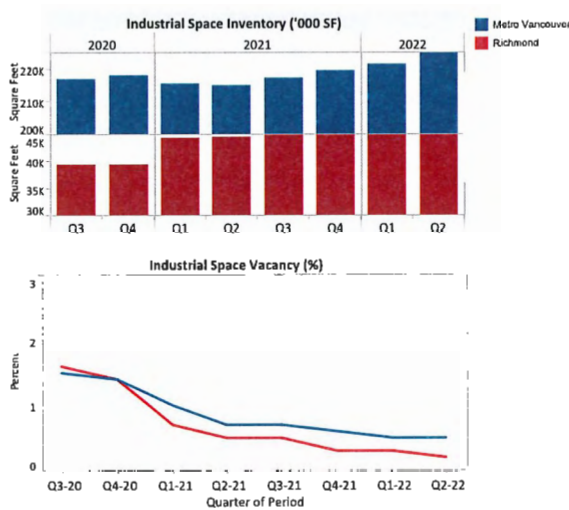 Industrial Space Inventory ('000 SF)
Metro Vancouver
Richmond
2020 2021 2022
Square Feet
220K
210K
200K
Square Feet
45K
40K
35K
30K
Q3 Q4 Q1 Q2 Q3 Q4 Q1 Q2
Industrial Space Vacancy (%)
Percent
3
2
1
0
Q3-20 Q4-20 Q1-21 Q2-21 Q3-21 Q4-21 Q1-22 Q2-22
Quarter of Period